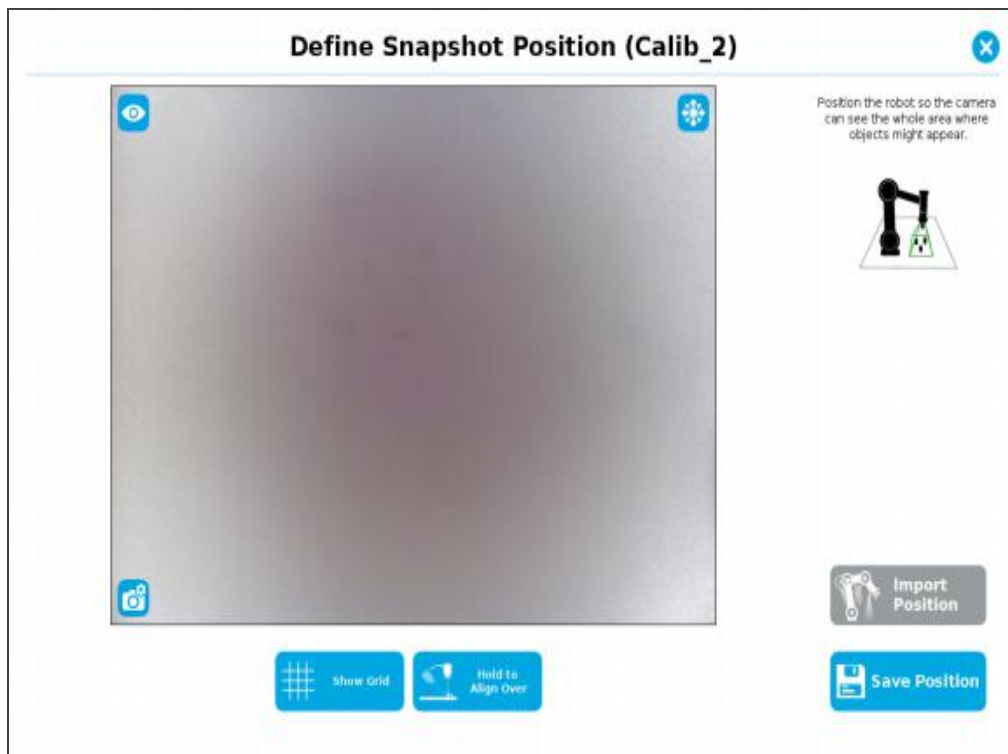 Define Snapshot Position (Calib_2)
Position the robot so the camera
can see the whole area where
objects might appear.
Import
Position
Show Grid
Hold to
Align Over
Save Position